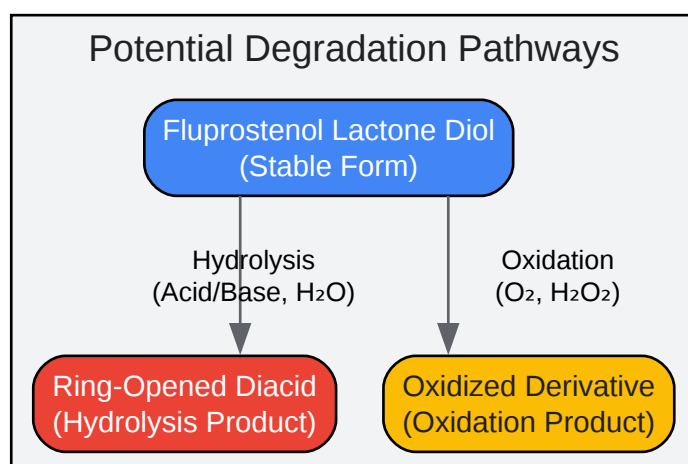 Potential Degradation Pathways
Fluprostenol Lactone Diol
(Stable Form)
Hydrolysis
(Acid/Base, H₂O)
Oxidation
(O₂, H₂O₂)
Ring-Opened Diacid
(Hydrolysis Product)
Oxidized Derivative
(Oxidation Product)